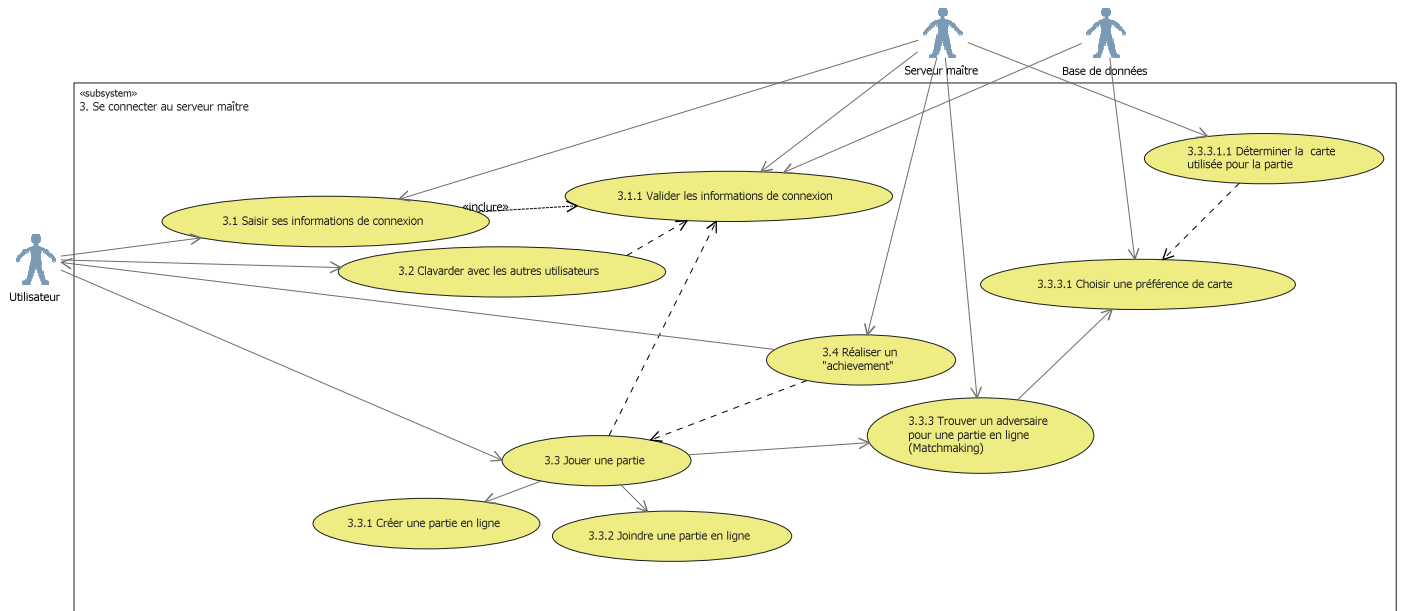 Serveur maître
Base de données
«subsystem»
3. Se connecter au serveur maître
3.3.3.1.1 Déterminer la carte
utilisée pour la partie
3.1.1 Valider les informations de connexion
«inclure»
3.1 Saisir ses informations de connexion
3.2 Clavarder avec les autres utilisateurs
3.3.3.1 Choisir une préférence de carte
Utilisateur
3.4 Réaliser un
"achievement"
3.3.3 Trouver un adversaire
pour une partie en ligne
(Matchmaking)
3.3 Jouer une partie
3.3.1 Créer une partie en ligne
3.3.2 Joindre une partie en ligne